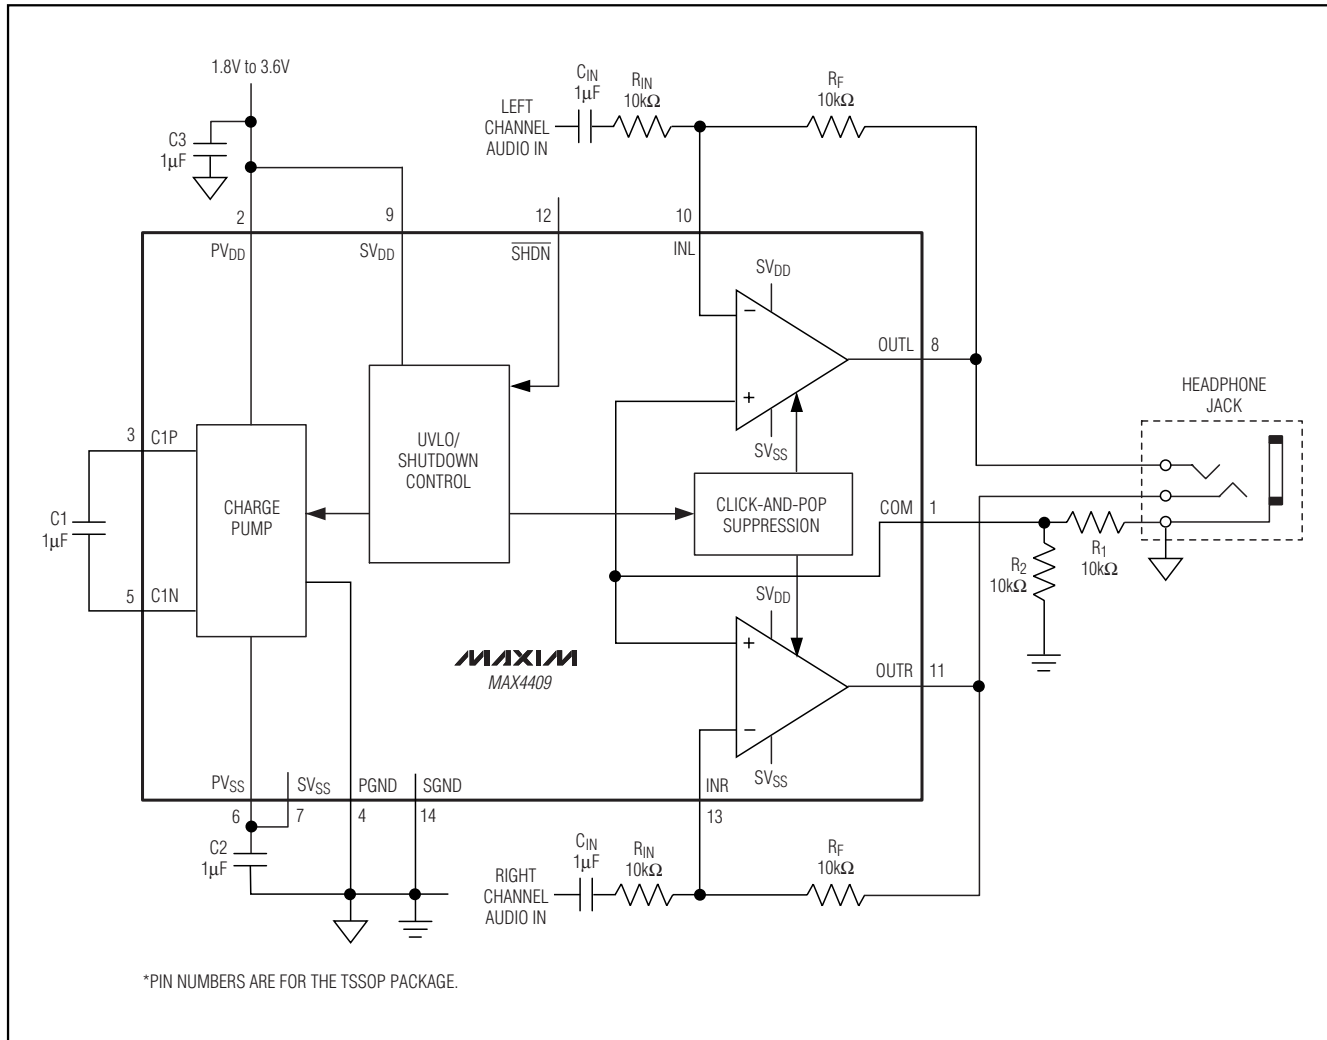 1.8V to 3.6V
C3
1µF
LEFT
CHANNEL
AUDIO IN
CIN
1µF
RIN
10kΩ
RF
10kΩ
2
9
12
10
PVDD
SVDD
SHDN
INL
SVDD
−
+
SVSS
OUTL
8
HEADPHONE
JACK
3
C1P
C1
1µF
5
C1N
CHARGE
PUMP
UVLO/
SHUTDOWN
CONTROL
CLICK-AND-POP
SUPPRESSION
COM
1
R1
10kΩ
R2
10kΩ
SVDD
+
−
SVSS
OUTR
11
MAXIM
MAX4409
PVSS
SVSS
PGND
SGND
INR
6
7
4
14
13
C2
1µF
RIGHT
CHANNEL
AUDIO IN
CIN
1µF
RIN
10kΩ
RF
10kΩ
*PIN NUMBERS ARE FOR THE TSSOP PACKAGE.